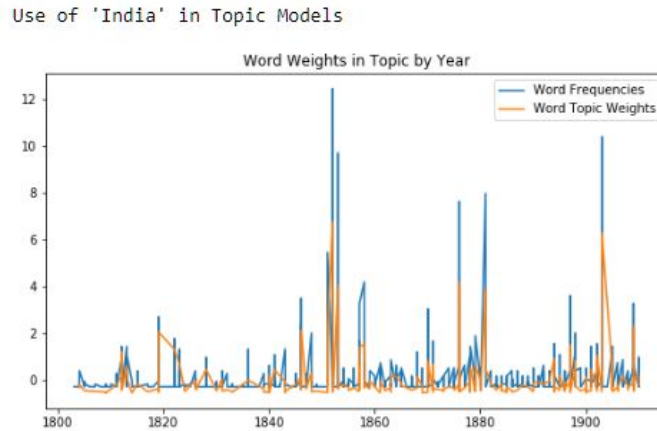 Use of 'India' in Topic Models
Word Weights in Topic by Year
Word Frequencies
Word Topic Weights
12
10
8
6
4
2
0
1800 1820 1840 1860 1880 1900